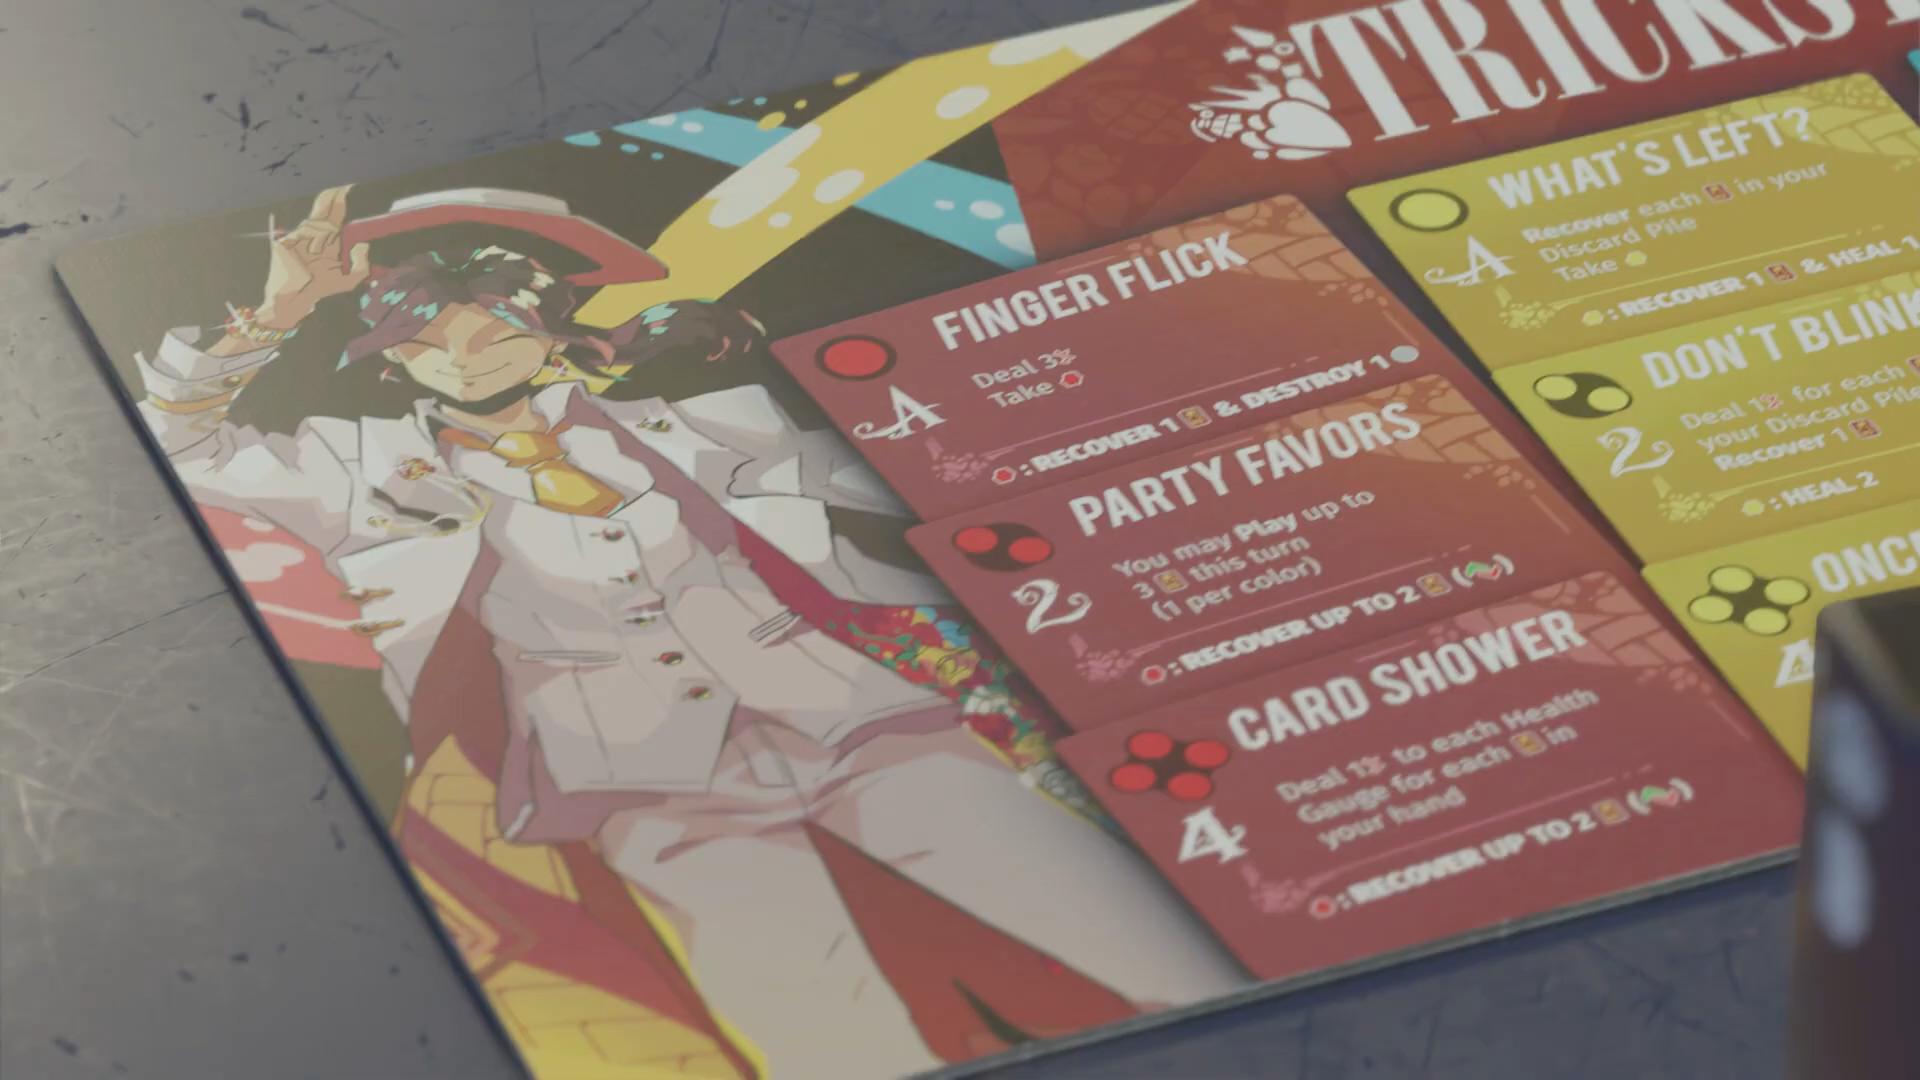 TRICKS
FINGER FLICK
A
Deal 3
Take
: RECOVER 1 & DESTROY 1
PARTY FAVORS
2
You may Play up to
3 this turn
(1 per color)
: RECOVER UP TO 2 ( )
CARD SHOWER
4
Deal 1 to each Health
Gauge for each in
your hand
: RECOVER UP TO 2 ( )
WHAT'S LEFT?
A
Recover each in your
Discard Pile
Take
: RECOVER 1 & HEAL 1
DON'T BLINK
2
Deal 1 for each
your Discard Pile
Recover 1
: HEAL 2
ONC
4